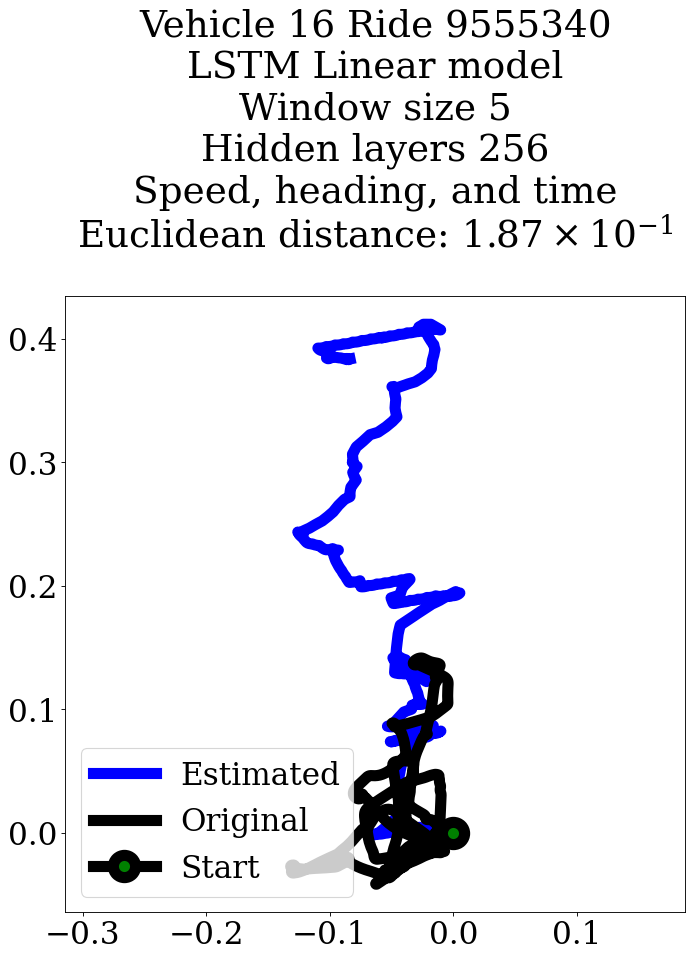 Vehicle 16 Ride 9555340
LSTM Linear model
Window size 5
Hidden layers 256
Speed, heading, and time
Euclidean distance: 1.87 × 10⁻¹
0.4
0.3
0.2
0.1
0.0
Estimated
Original
Start
−0.3 −0.2 −0.1 0.0 0.1